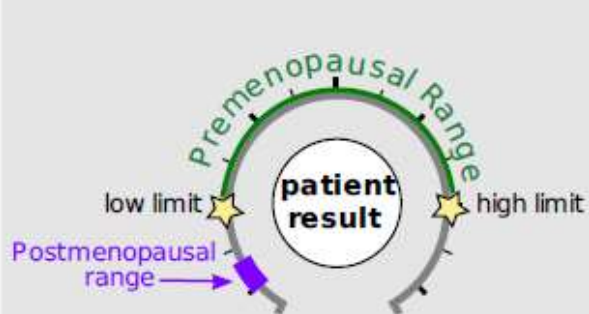 Premenopausal Range
patient
result
low limit
high limit
Postmenopausal
range